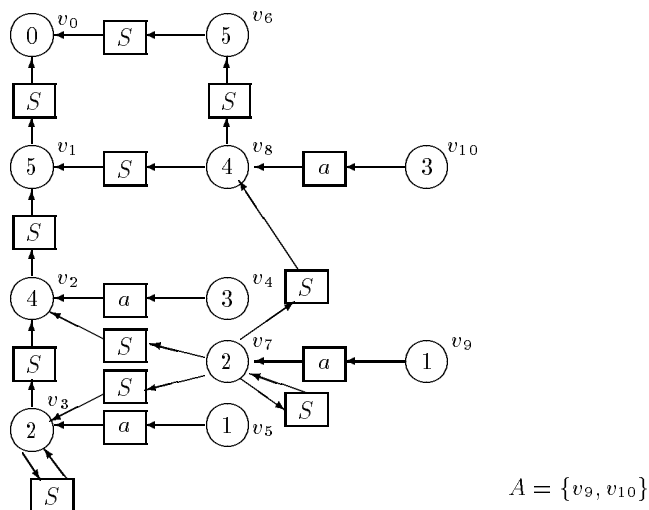 0 v₀ S 5 v₆
S S
5 v₁ S 4 v₈ a 3 v₁₀
S
4 v₂ a 3 v₄ S
S S 2 v₇ a 1 v₉
S S
2 v₃ a 1 v₅
S
A = {v₉, v₁₀}